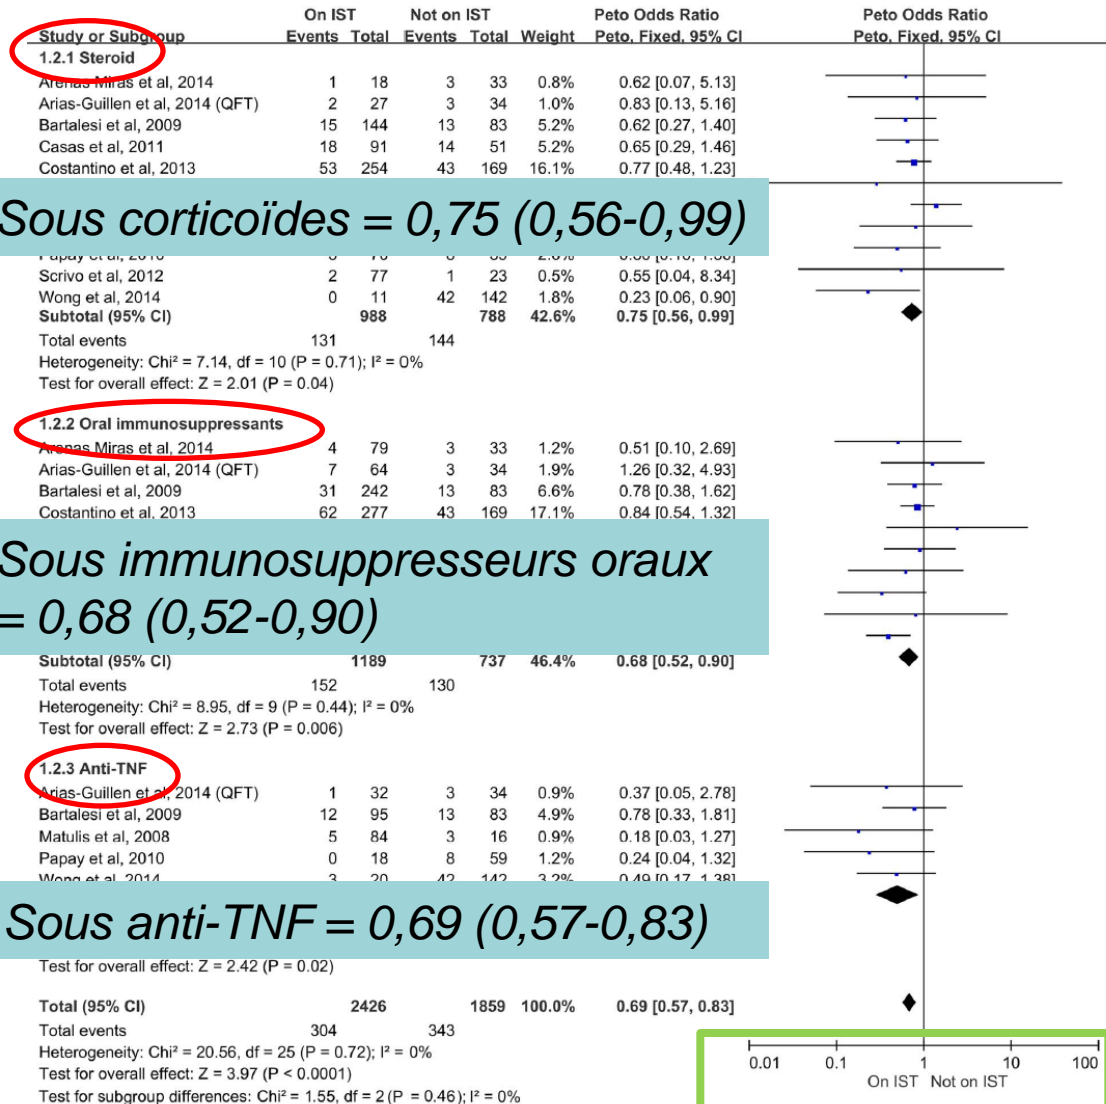 On IST Not on IST Peto Odds Ratio Peto Odds Ratio
Study or Subgroup Events Total Events Total Weight Peto, Fixed, 95% CI Peto, Fixed, 95% CI
1.2.1 Steroid
Arenas Miras et al, 2014 1 18 3 33 0.8% 0.62 [0.07, 5.13]
Arias-Guillen et al, 2014 (QFT) 2 27 3 34 1.0% 0.83 [0.13, 5.16]
Bartalesi et al, 2009 15 144 13 83 5.2% 0.62 [0.27, 1.40]
Casas et al, 2011 18 91 14 51 5.2% 0.65 [0.29, 1.46]
Costantino et al, 2013 53 254 43 169 16.1% 0.77 [0.48, 1.23]
Sous corticoïdes = 0,75 (0,56-0,99)
Scrivo et al, 2012 2 77 1 23 0.5% 0.55 [0.04, 8.34]
Wong et al, 2014 0 11 42 142 1.8% 0.23 [0.06, 0.90]
Subtotal (95% CI) 988 788 42.6% 0.75 [0.56, 0.99]
Total events 131 144
Heterogeneity: Chi² = 7.14, df = 10 (P = 0.71); I² = 0%
Test for overall effect: Z = 2.01 (P = 0.04)
1.2.2 Oral immunosuppressants
Arenas Miras et al, 2014 4 79 3 33 1.2% 0.51 [0.10, 2.69]
Arias-Guillen et al, 2014 (QFT) 7 64 3 34 1.9% 1.26 [0.32, 4.93]
Bartalesi et al, 2009 31 242 13 83 6.6% 0.78 [0.38, 1.62]
Costantino et al, 2013 62 277 43 169 17.1% 0.84 [0.54, 1.32]
Sous immunosuppresseurs oraux
= 0,68 (0,52-0,90)
Subtotal (95% CI) 1189 737 46.4% 0.68 [0.52, 0.90]
Total events 152 130
Heterogeneity: Chi² = 8.95, df = 9 (P = 0.44); I² = 0%
Test for overall effect: Z = 2.73 (P = 0.006)
1.2.3 Anti-TNF
Arias-Guillen et al, 2014 (QFT) 1 32 3 34 0.9% 0.37 [0.05, 2.78]
Bartalesi et al, 2009 12 95 13 83 4.9% 0.78 [0.33, 1.81]
Matulis et al, 2008 5 84 3 16 0.9% 0.18 [0.03, 1.27]
Papay et al, 2010 0 18 8 59 1.2% 0.24 [0.04, 1.32]
Wong et al, 2014 3 20 42 142 3.2% 0.49 [0.17, 1.38]
Sous anti-TNF = 0,69 (0,57-0,83)
Test for overall effect: Z = 2.42 (P = 0.02)
Total (95% CI) 2426 1859 100.0% 0.69 [0.57, 0.83]
Total events 304 343
Heterogeneity: Chi² = 20.56, df = 25 (P = 0.72); I² = 0%
Test for overall effect: Z = 3.97 (P < 0.0001)
Test for subgroup differences: Chi² = 1.55, df = 2 (P = 0.46); I² = 0%
0.01 0.1 1 10 100
On IST Not on IST